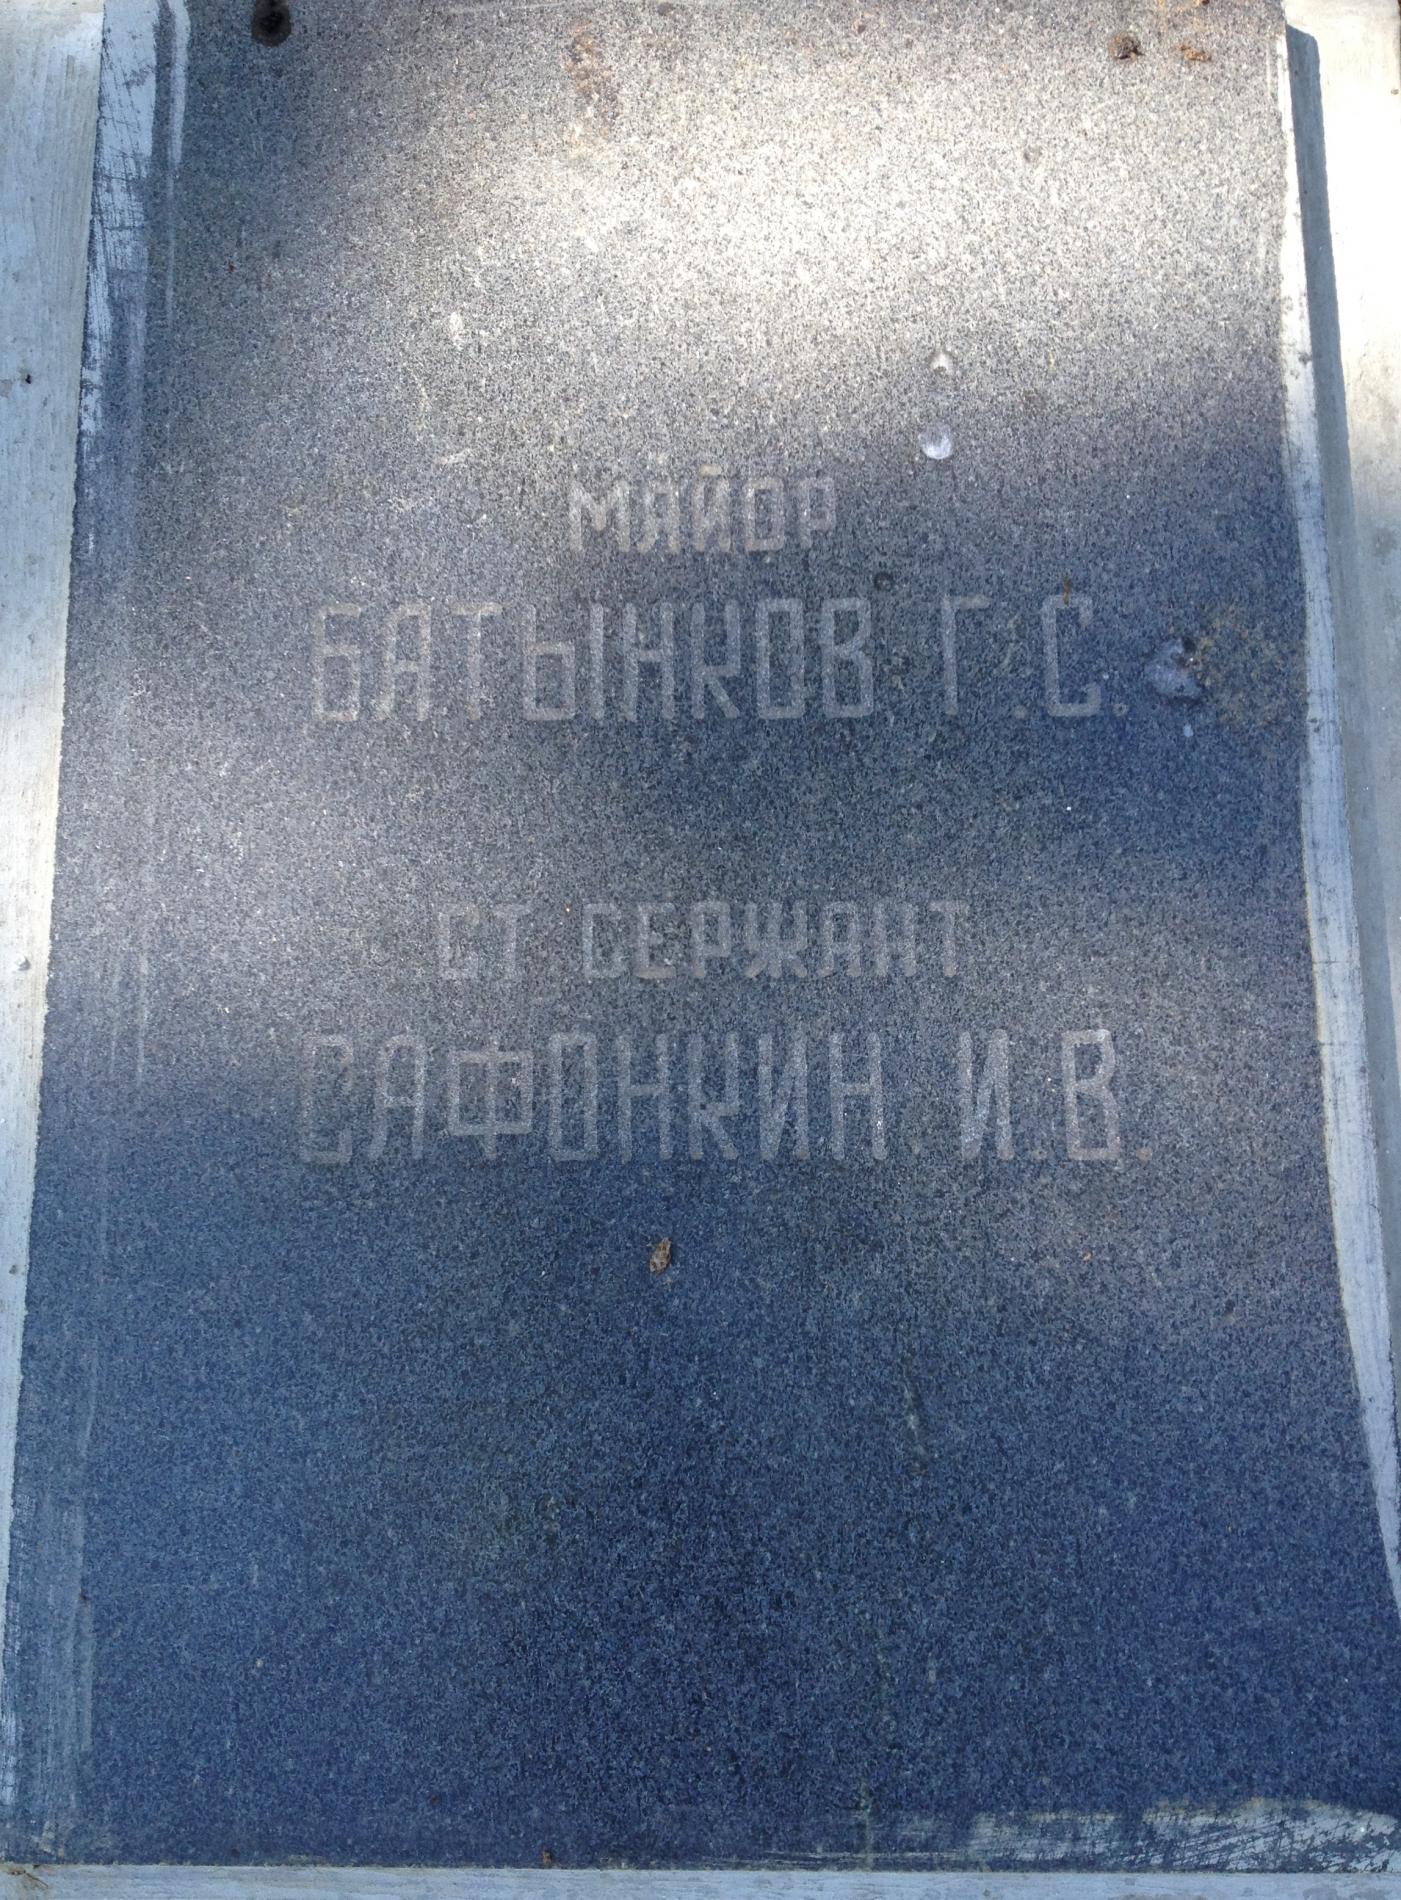 МАЙОР
БАТЫНКОВ Г.С.
СТ. СЕРЖАНТ
САФОНКИН И.В.